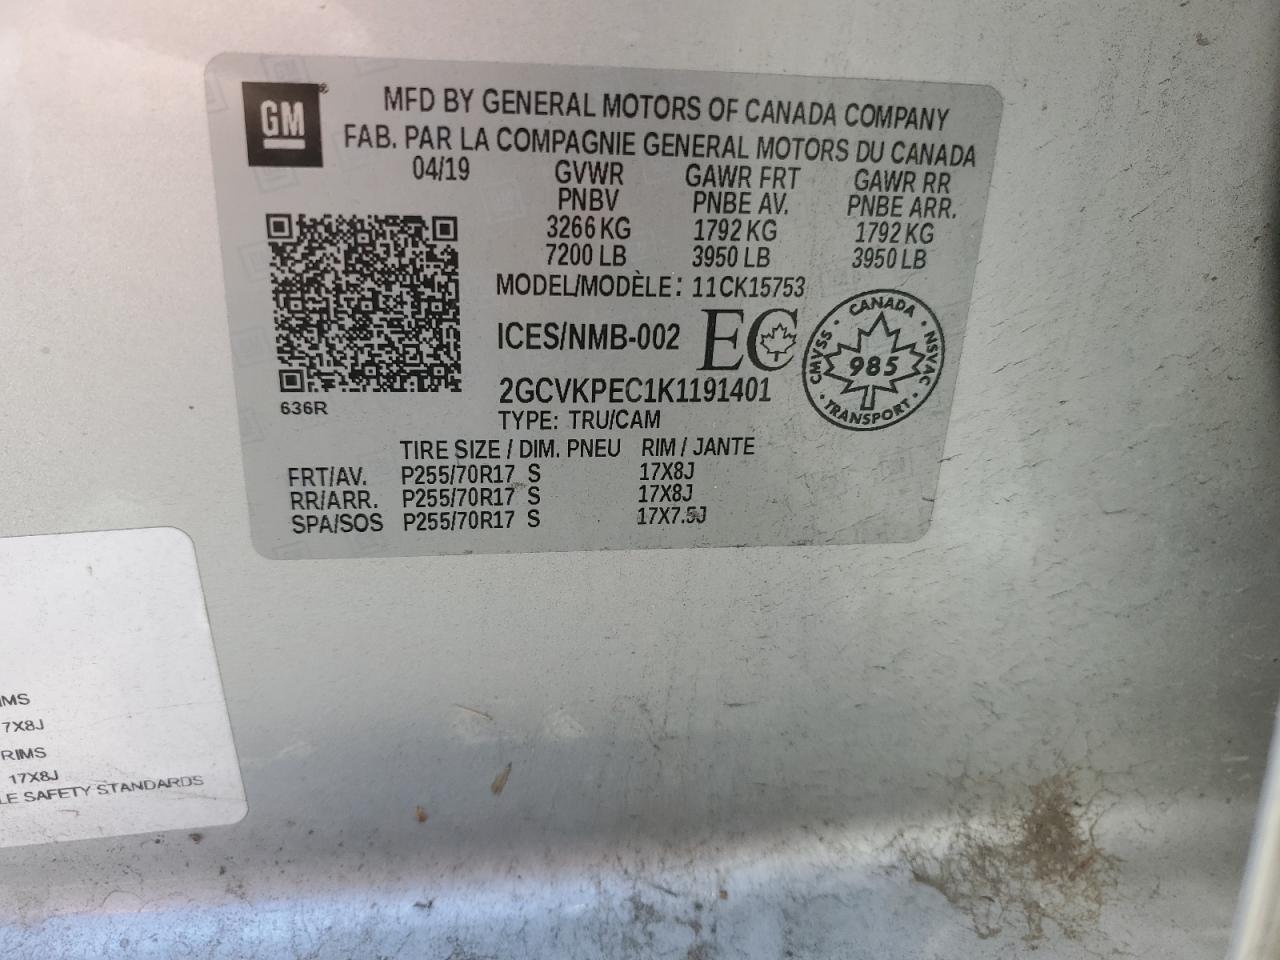 GM®
MFD BY GENERAL MOTORS OF CANADA COMPANY
FAB. PAR LA COMPAGNIE GENERAL MOTORS DU CANADA
04/19 GVWR GAWR FRT GAWR RR
PNBV PNBE AV. PNBE ARR.
3266 KG 1792 KG 1792 KG
7200 LB 3950 LB 3950 LB
MODEL/MODÈLE: 11CK15753
ICES/NMB-002 EC
CANADA
CMVSS · NSVAC
985
TRANSPORT
2GCVKPEC1K1191401
636R
TYPE: TRU/CAM
TIRE SIZE / DIM. PNEU RIM / JANTE
FRT/AV. P255/70R17 S 17X8J
RR/ARR. P255/70R17 S 17X8J
SPA/SOS P255/70R17 S 17X7.5J
IMS
7X8J
RIMS
17X8J
LE SAFETY STANDARDS